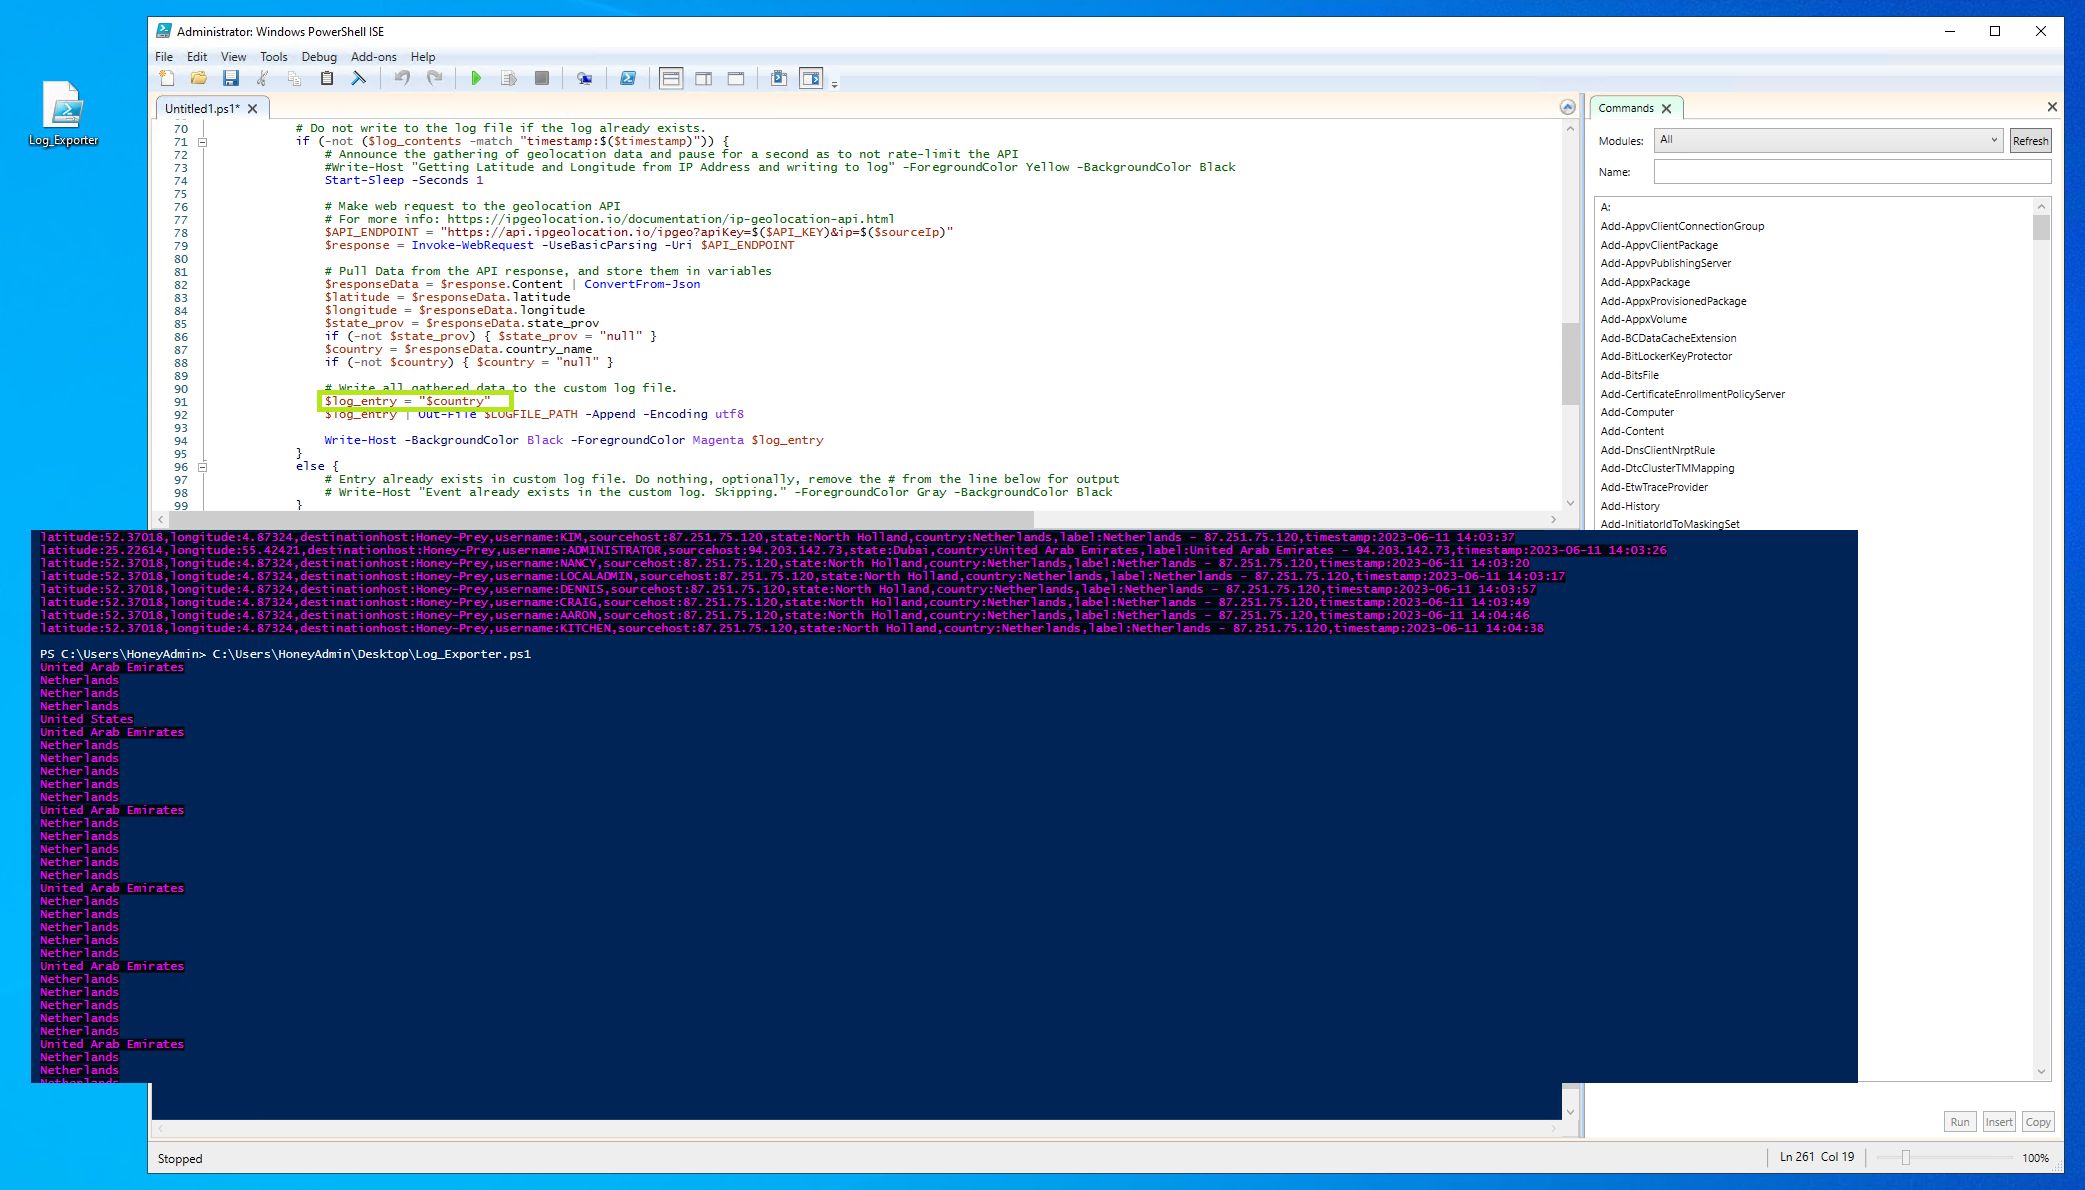 Log_Exporter
Administrator: Windows PowerShell ISE
File Edit View Tools Debug Add-ons Help
Untitled1.ps1*
70 # Do not write to the log file if the log already exists.
71 if (-not ($log_contents -match "timestamp:$($timestamp)")) {
72 # Announce the gathering of geolocation data and pause for a second as to not rate-limit the API
73 #Write-Host "Getting Latitude and Longitude from IP Address and writing to log" -ForegroundColor Yellow -BackgroundColor Black
74 Start-Sleep -Seconds 1
75
76 # Make web request to the geolocation API
77 # For more info: https://ipgeolocation.io/documentation/ip-geolocation-api.html
78 $API_ENDPOINT = "https://api.ipgeolocation.io/ipgeo?apiKey=$($API_KEY)&ip=$($sourceIp)"
79 $response = Invoke-WebRequest -UseBasicParsing -Uri $API_ENDPOINT
80
81 # Pull Data from the API response, and store them in variables
82 $responseData = $response.Content | ConvertFrom-Json
83 $latitude = $responseData.latitude
84 $longitude = $responseData.longitude
85 $state_prov = $responseData.state_prov
86 if (-not $state_prov) { $state_prov = "null" }
87 $country = $responseData.country_name
88 if (-not $country) { $country = "null" }
89
90 # Write all gathered data to the custom log file.
91 $log_entry = "$country"
92 $log_entry | Out-File $LOGFILE_PATH -Append -Encoding utf8
93
94 Write-Host -BackgroundColor Black -ForegroundColor Magenta $log_entry
95 }
96 else {
97 # Entry already exists in custom log file. Do nothing, optionally, remove the # from the line below for output
98 # Write-Host "Event already exists in the custom log. Skipping." -ForegroundColor Gray -BackgroundColor Black
99 }
latitude:52.37018,longitude:4.87324,destinationhost:Honey-Prey,username:KIM,sourcehost:87.251.75.120,state:North Holland,country:Netherlands,label:Netherlands - 87.251.75.120,timestamp:2023-06-11 14:03:37
latitude:25.22614,longitude:55.42421,destinationhost:Honey-Prey,username:ADMINISTRATOR,sourcehost:94.203.142.73,state:Dubai,country:United Arab Emirates,label:United Arab Emirates - 94.203.142.73,timestamp:2023-06-11 14:03:26
latitude:52.37018,longitude:4.87324,destinationhost:Honey-Prey,username:NANCY,sourcehost:87.251.75.120,state:North Holland,country:Netherlands,label:Netherlands - 87.251.75.120,timestamp:2023-06-11 14:03:20
latitude:52.37018,longitude:4.87324,destinationhost:Honey-Prey,username:LOCALADMIN,sourcehost:87.251.75.120,state:North Holland,country:Netherlands,label:Netherlands - 87.251.75.120,timestamp:2023-06-11 14:03:17
latitude:52.37018,longitude:4.87324,destinationhost:Honey-Prey,username:DENNIS,sourcehost:87.251.75.120,state:North Holland,country:Netherlands,label:Netherlands - 87.251.75.120,timestamp:2023-06-11 14:03:57
latitude:52.37018,longitude:4.87324,destinationhost:Honey-Prey,username:CRAIG,sourcehost:87.251.75.120,state:North Holland,country:Netherlands,label:Netherlands - 87.251.75.120,timestamp:2023-06-11 14:03:49
latitude:52.37018,longitude:4.87324,destinationhost:Honey-Prey,username:AARON,sourcehost:87.251.75.120,state:North Holland,country:Netherlands,label:Netherlands - 87.251.75.120,timestamp:2023-06-11 14:04:46
latitude:52.37018,longitude:4.87324,destinationhost:Honey-Prey,username:KITCHEN,sourcehost:87.251.75.120,state:North Holland,country:Netherlands,label:Netherlands - 87.251.75.120,timestamp:2023-06-11 14:04:38
PS C:\Users\HoneyAdmin> C:\Users\HoneyAdmin\Desktop\Log_Exporter.ps1
United Arab Emirates
Netherlands
Netherlands
Netherlands
United States
United Arab Emirates
Netherlands
Netherlands
Netherlands
Netherlands
Netherlands
United Arab Emirates
Netherlands
Netherlands
Netherlands
Netherlands
Netherlands
United Arab Emirates
Netherlands
Netherlands
Netherlands
Netherlands
Netherlands
United Arab Emirates
Netherlands
Netherlands
Netherlands
Netherlands
Netherlands
United Arab Emirates
Netherlands
Netherlands
Netherlands
Commands
Modules: All Refresh
Name:
A:
Add-AppvClientConnectionGroup
Add-AppvClientPackage
Add-AppvPublishingServer
Add-AppxPackage
Add-AppxProvisionedPackage
Add-AppxVolume
Add-BCDataCacheExtension
Add-BitLockerKeyProtector
Add-BitsFile
Add-CertificateEnrollmentPolicyServer
Add-Computer
Add-Content
Add-DnsClientNrptRule
Add-DtcClusterTMMapping
Add-EtwTraceProvider
Add-History
Add-InitiatorIdToMaskingSet
Run Insert Copy
Stopped
Ln 261 Col 19
100%